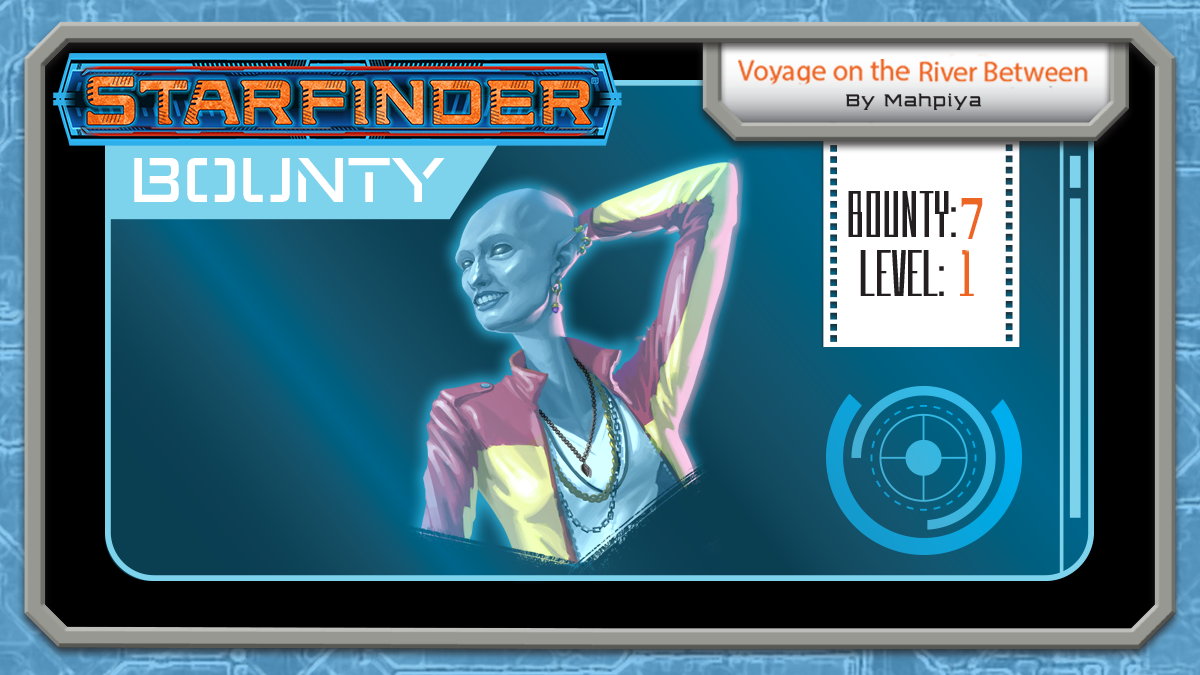 STARFINDER®
BOUNTY
Voyage on the River Between
By Mahpiya
BOUNTY: 7
LEVEL: 1